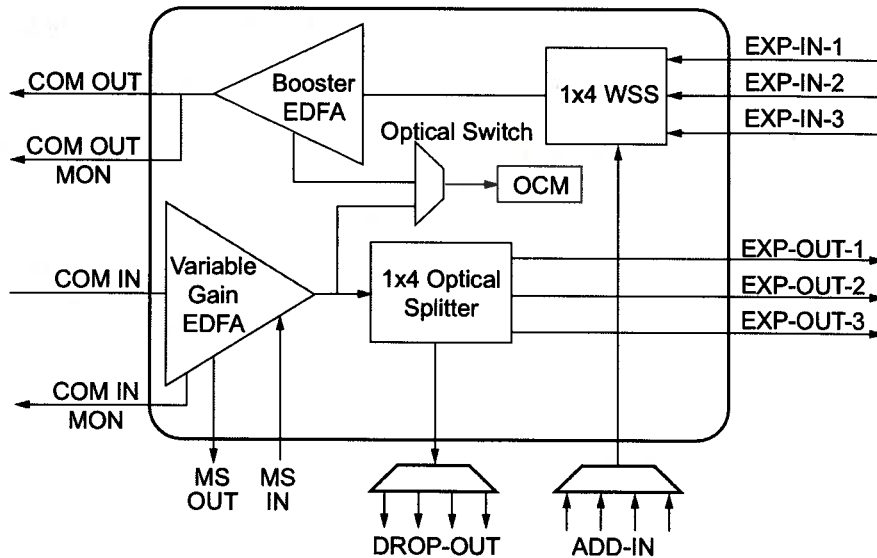 COM OUT
COM OUT
MON
Booster
EDFA
1x4 WSS
EXP-IN-1
EXP-IN-2
EXP-IN-3
Optical Switch
OCM
COM IN
Variable
Gain
EDFA
1x4 Optical
Splitter
EXP-OUT-1
EXP-OUT-2
EXP-OUT-3
COM IN
MON
MS
OUT
MS
IN
DROP-OUT
ADD-IN